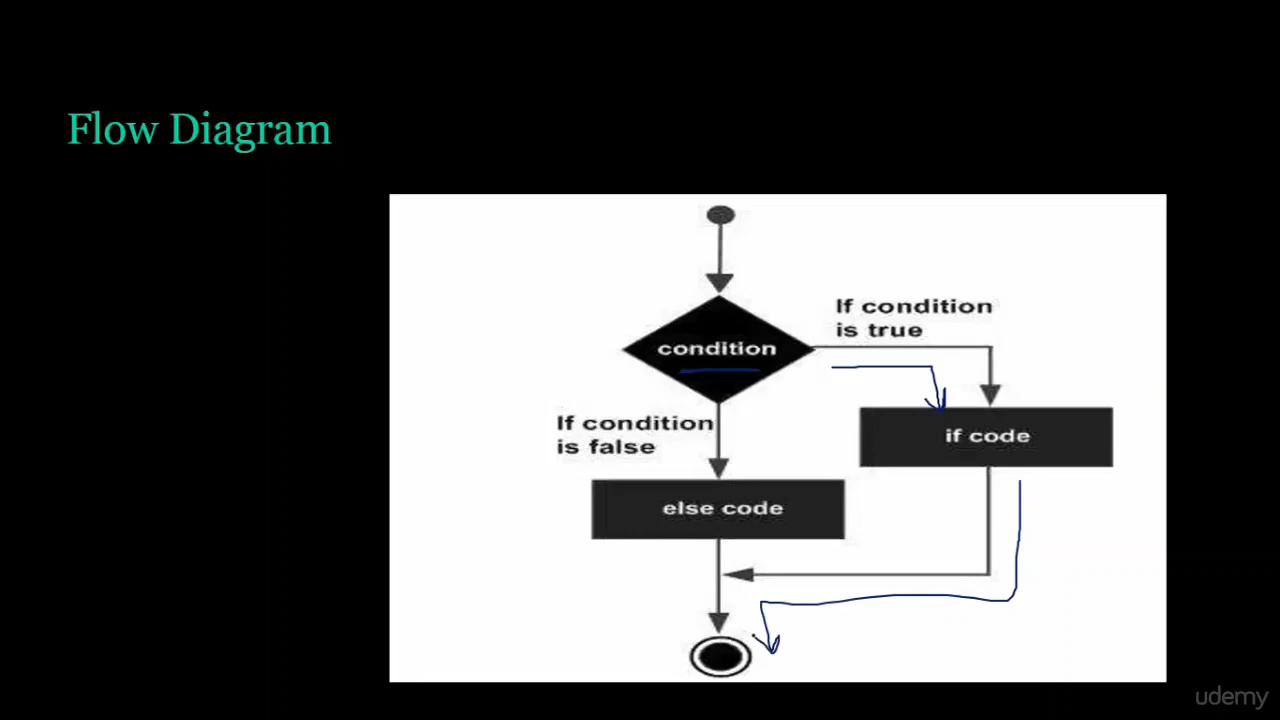 Flow Diagram
If condition
is true
condition
If condition
is false
if code
else code
udemy